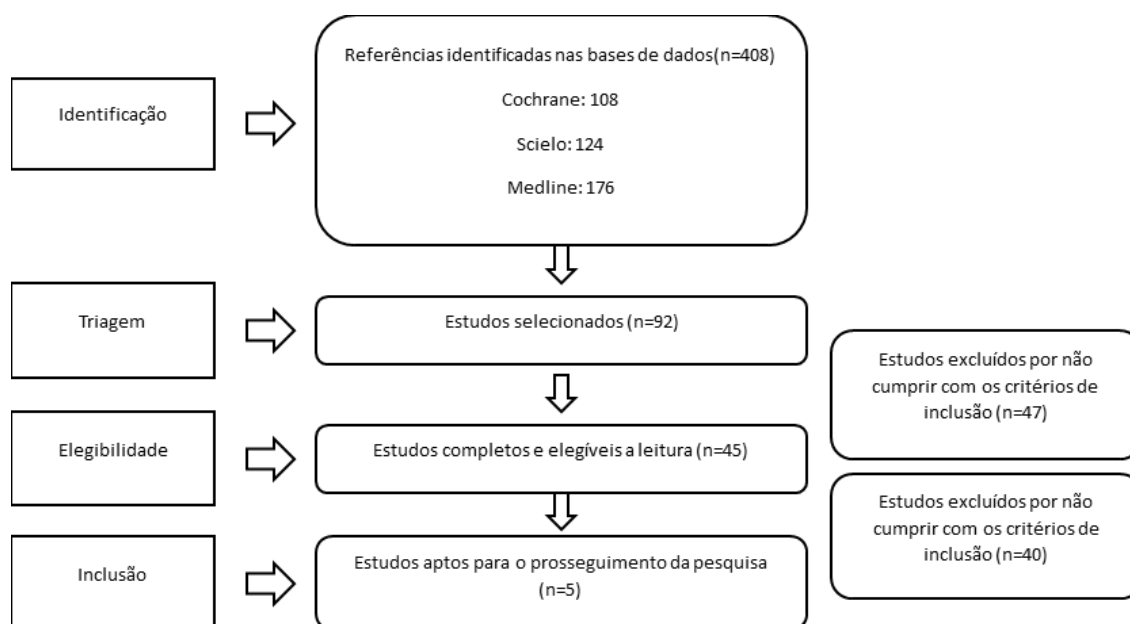 Identificação
Referências identificadas nas bases de dados(n=408)
Cochrane: 108
Scielo: 124
Medline: 176
Triagem
Estudos selecionados (n=92)
Estudos excluídos por não
cumprir com os critérios de
inclusão (n=47)
Elegibilidade
Estudos completos e elegíveis a leitura (n=45)
Estudos excluídos por não
cumprir com os critérios de
inclusão (n=40)
Inclusão
Estudos aptos para o prosseguimento da pesquisa
(n=5)